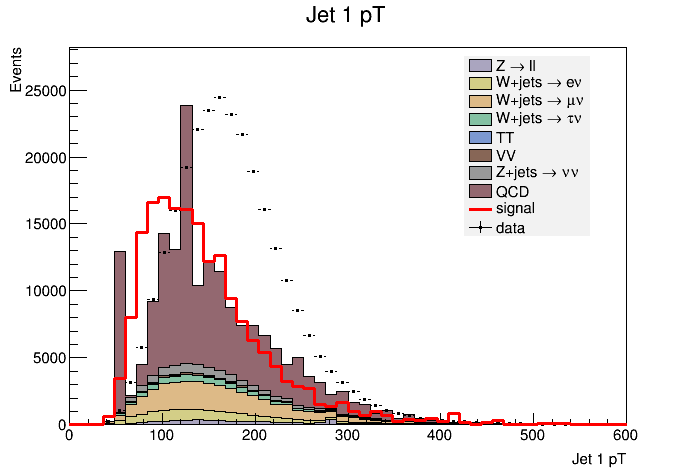 Jet 1 pT
Events
25000
20000
15000
10000
5000
0
0 100 200 300 400 500 600
Jet 1 pT
Z → ll
W+jets → eν
W+jets → μν
W+jets → τν
TT
VV
Z+jets → νν
QCD
signal
data